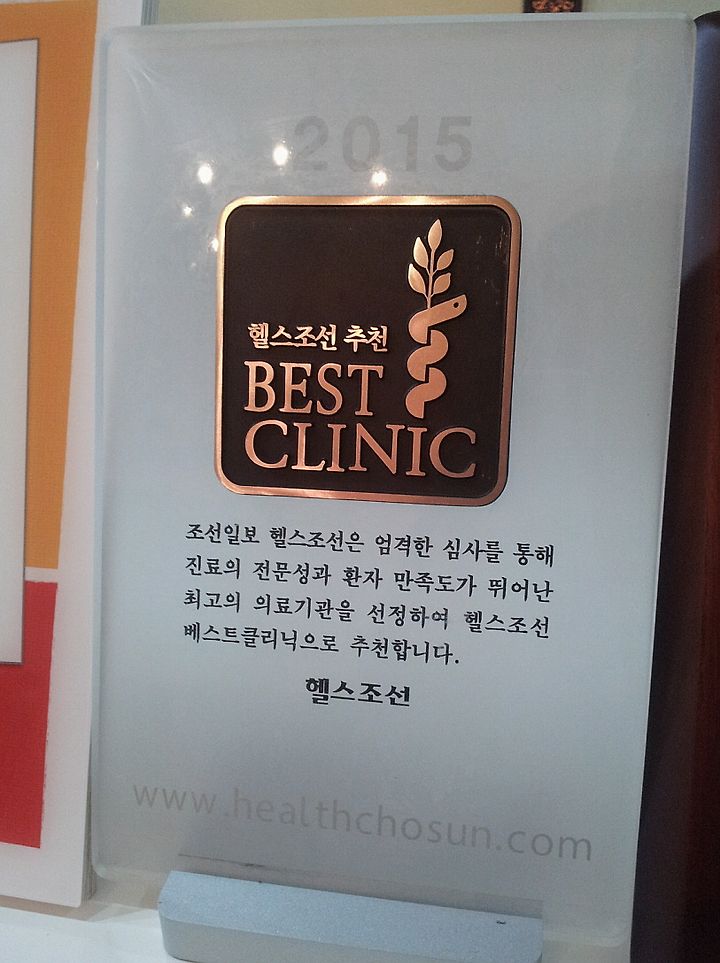 2015
헬스조선 추천
BEST
CLINIC
조선일보 헬스조선은 엄격한 심사를 통해
진료의 전문성과 환자 만족도가 뛰어난
최고의 의료기관을 선정하여 헬스조선
베스트클리닉으로 추천합니다.
헬스조선
www.healthchosun.com